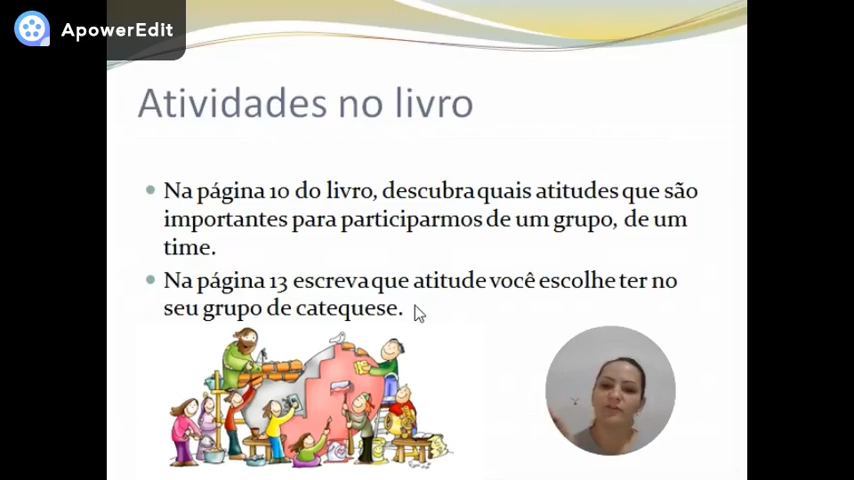 ApowerEdit
Atividades no livro
Na página 10 do livro, descubra quais atitudes que são
importantes para participarmos de um grupo, de um
time.
Na página 13 escreva que atitude você escolhe ter no
seu grupo de catequese.